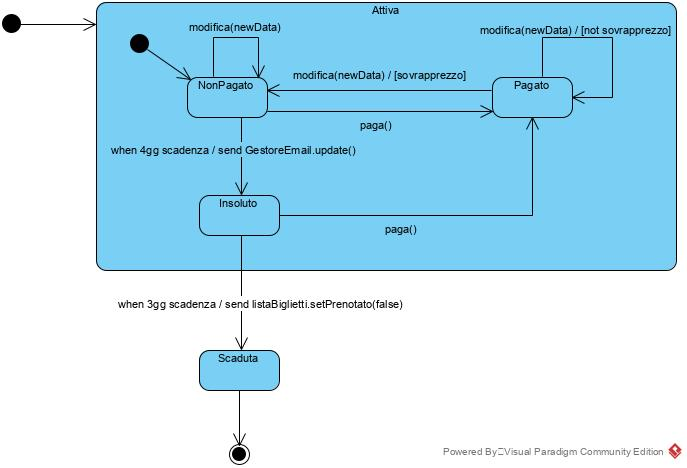 Attiva
modifica(newData)
modifica(newData) / [not sovrapprezzo]
modifica(newData) / [sovrapprezzo]
NonPagato
Pagato
paga()
when 4gg scadenza / send GestoreEmail.update()
Insoluto
paga()
when 3gg scadenza / send listaBiglietti.setPrenotato(false)
Scaduta
Powered By Visual Paradigm Community Edition